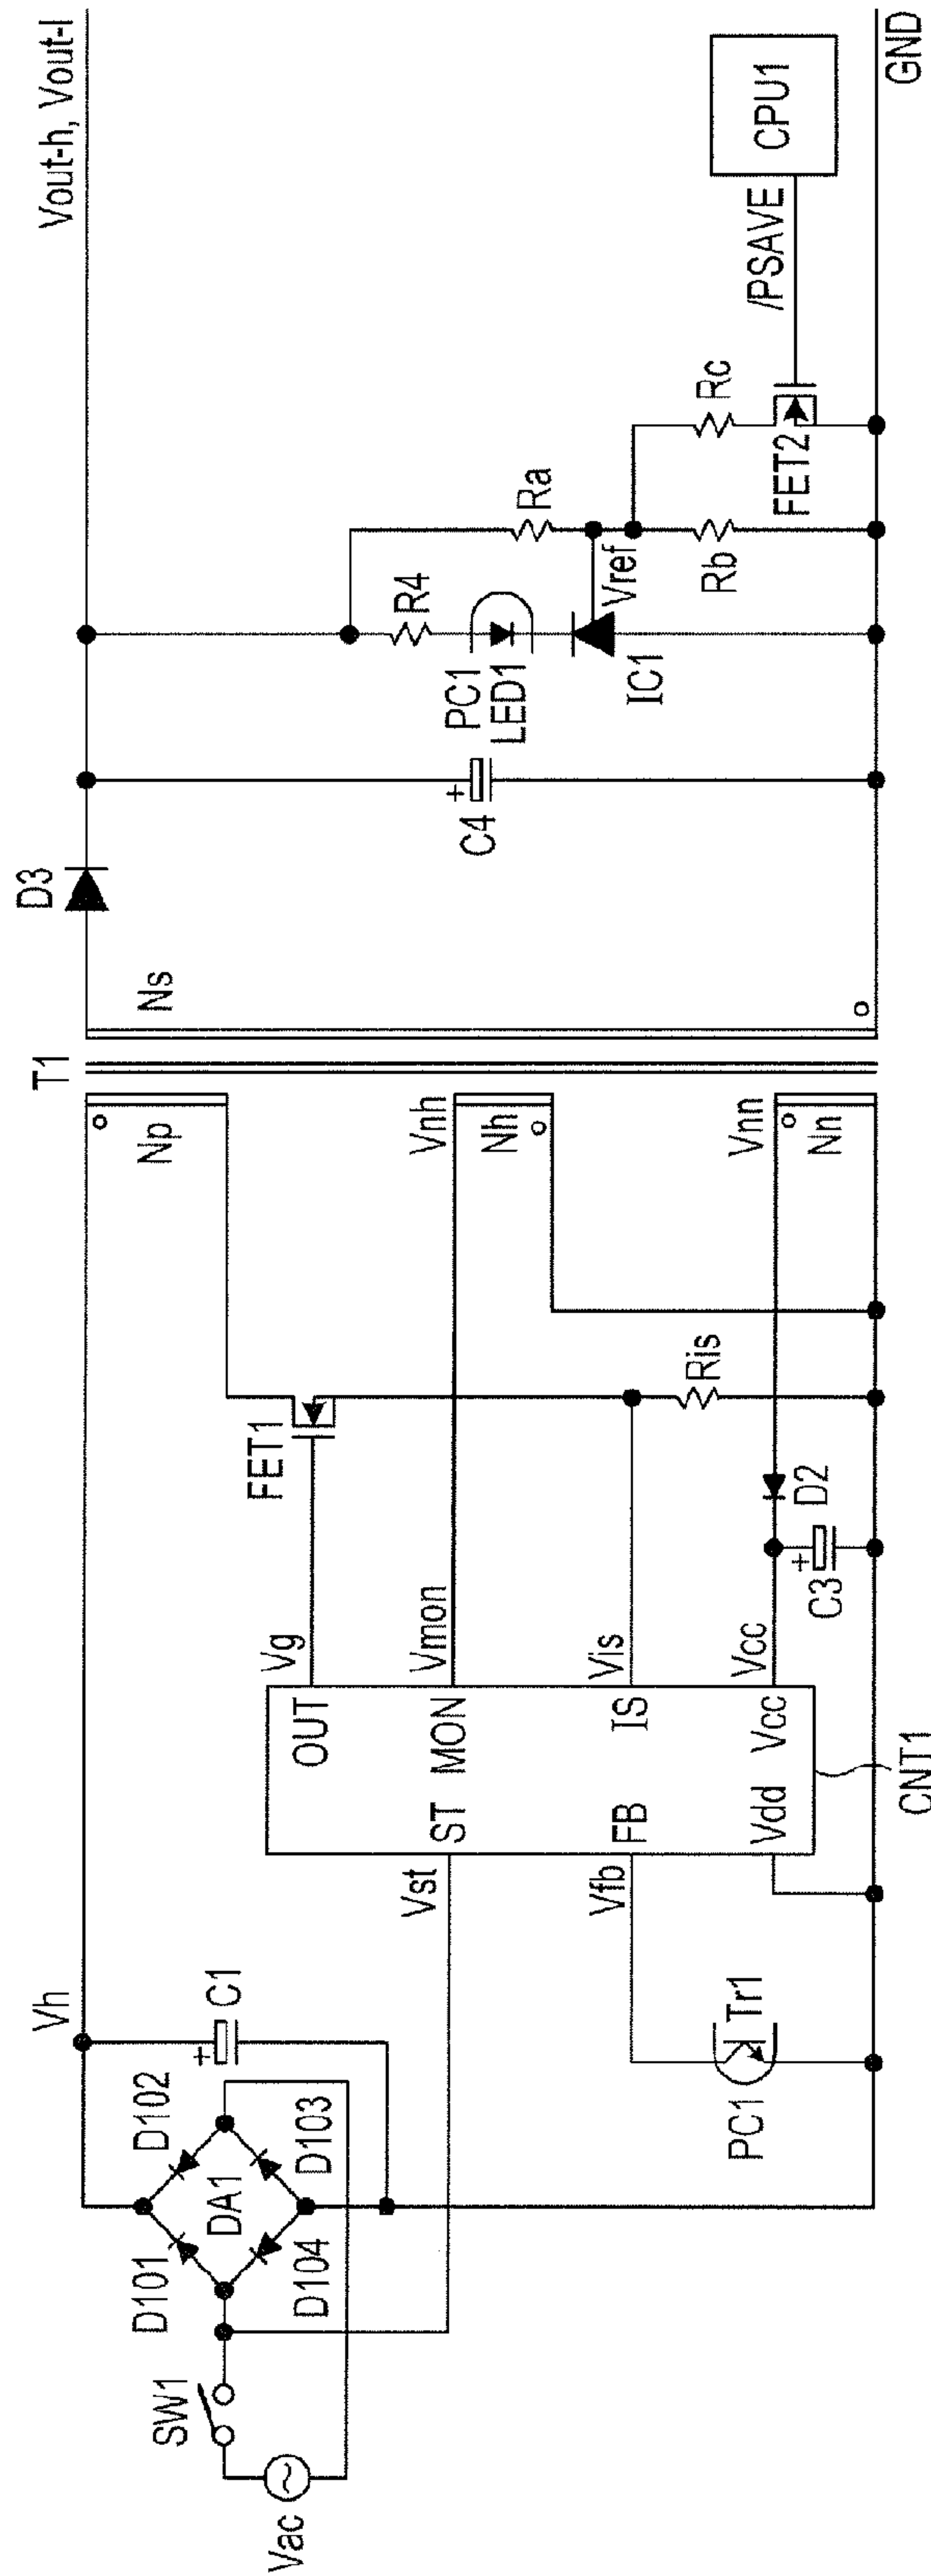 Vac
SW1
D101
D102
DA1
D104
D103
Vh
C1
Vst
Vfb
PC1
Tr1
ST
FB
Vdd
OUT
MON
IS
Vcc
CNT1
Vg
Vmon
Vis
Vcc
C3
D2
FET1
Ris
T1
Np
Vnh
Nh
Vnn
Nn
Ns
D3
C4
PC1
LED1
R4
Ra
Vref
IC1
Rb
Rc
FET2
/PSAVE
CPU1
Vout-h, Vout-l
GND